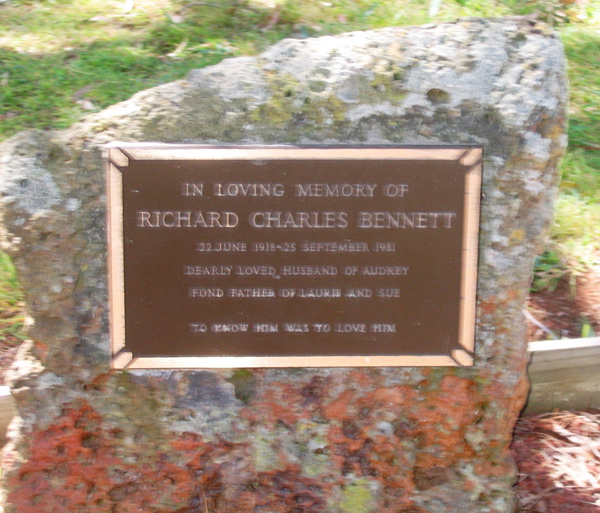 IN LOVING MEMORY OF
RICHARD CHARLES BENNETT
22 JUNE 1918-25 SEPTEMBER 1981
DEARLY LOVED HUSBAND OF AUDREY
FOND FATHER OF LAURIE AND SUE
TO KNOW HIM WAS TO LOVE HIM